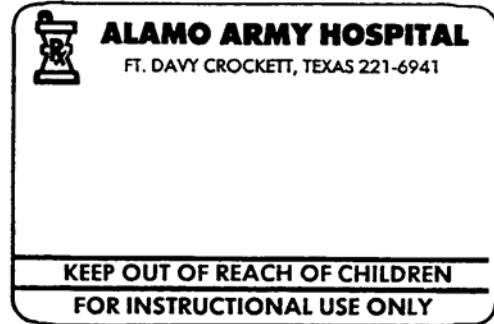 Rx
ALAMO ARMY HOSPITAL
FT. DAVY CROCKETT, TEXAS 221-6941
KEEP OUT OF REACH OF CHILDREN
FOR INSTRUCTIONAL USE ONLY